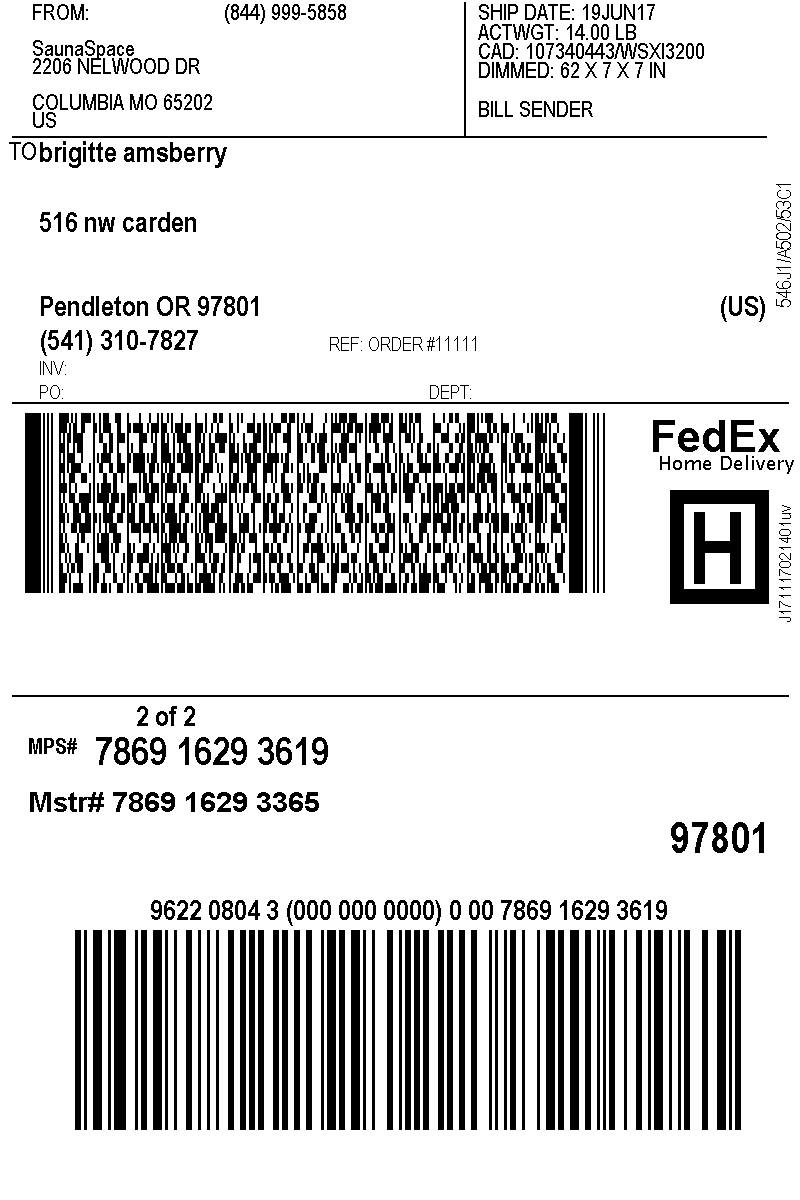 FROM: (844) 999-5858
SaunaSpace
2206 NELWOOD DR
COLUMBIA MO 65202
US
SHIP DATE: 19JUN17
ACTWGT: 14.00 LB
CAD: 107340443/WSXI3200
DIMMED: 62 X 7 X 7 IN
BILL SENDER
TO brigitte amsberry
516 nw carden
Pendleton OR 97801 (US)
(541) 310-7827 REF: ORDER #11111
INV:
PO: DEPT:
546J1/A502/53C1
FedEx
Home Delivery
H
J171117021401uv
2 of 2
MPS# 7869 1629 3619
Mstr# 7869 1629 3365
97801
9622 0804 3 (000 000 0000) 0 00 7869 1629 3619